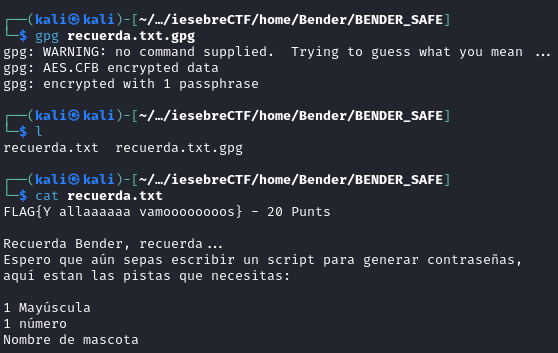 ┌──(kali㉿kali)-[~/…/iesebreCTF/home/Bender/BENDER_SAFE]
└─$ gpg recuerda.txt.gpg
gpg: WARNING: no command supplied.  Trying to guess what you mean ...
gpg: AES.CFB encrypted data
gpg: encrypted with 1 passphrase
┌──(kali㉿kali)-[~/…/iesebreCTF/home/Bender/BENDER_SAFE]
└─$ l
recuerda.txt  recuerda.txt.gpg
┌──(kali㉿kali)-[~/…/iesebreCTF/home/Bender/BENDER_SAFE]
└─$ cat recuerda.txt
FLAG{Y allaaaaaa vamoooooooos} - 20 Punts
Recuerda Bender, recuerda...
Espero que aún sepas escribir un script para generar contraseñas,
aquí estan las pistas que necesitas:
1 Mayúscula
1 número
Nombre de mascota